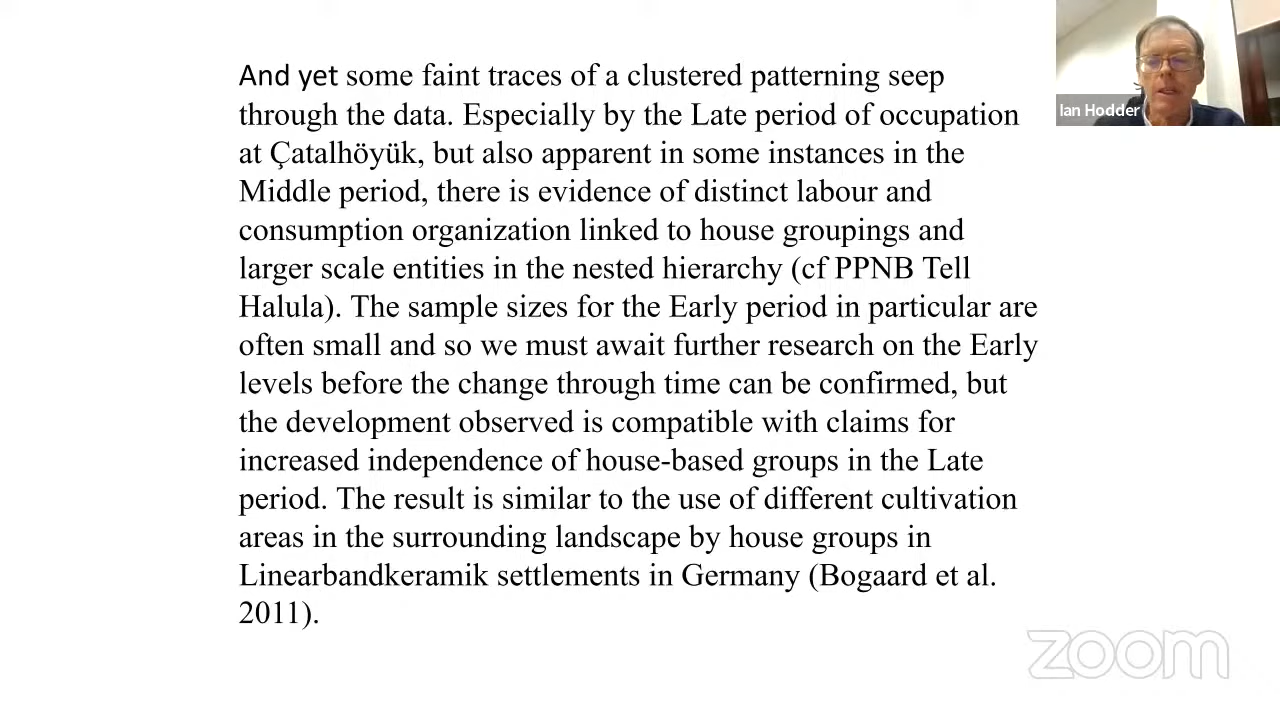 And yet some faint traces of a clustered patterning seep
through the data. Especially by the Late period of occupation
at Çatalhöyük, but also apparent in some instances in the
Middle period, there is evidence of distinct labour and
consumption organization linked to house groupings and
larger scale entities in the nested hierarchy (cf PPNB Tell
Halula). The sample sizes for the Early period in particular are
often small and so we must await further research on the Early
levels before the change through time can be confirmed, but
the development observed is compatible with claims for
increased independence of house-based groups in the Late
period. The result is similar to the use of different cultivation
areas in the surrounding landscape by house groups in
Linearbandkeramik settlements in Germany (Bogaard et al.
2011).
Ian Hodder
zoom